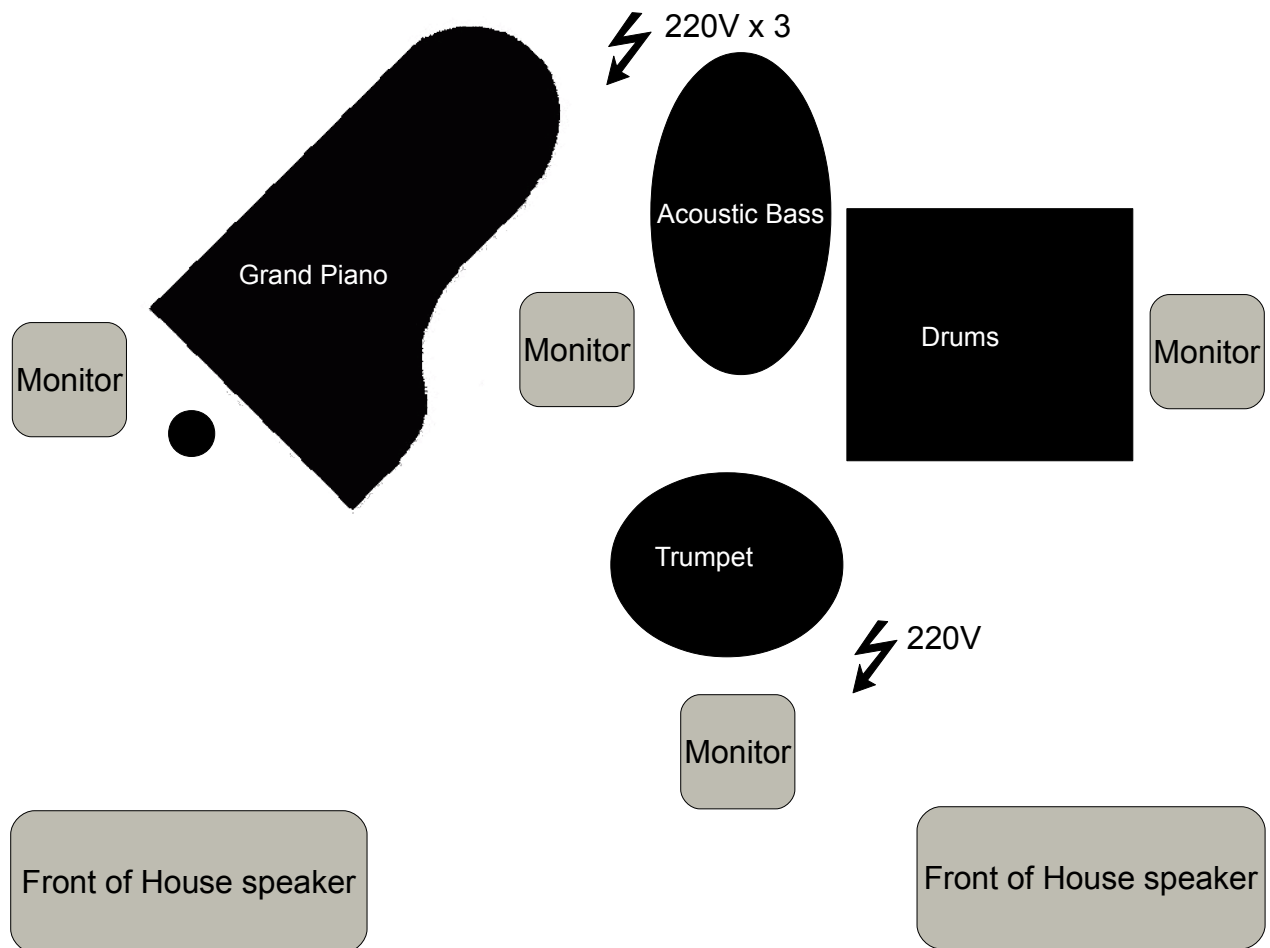 220V x 3
Acoustic Bass
Grand Piano
Drums
Monitor
Monitor
Monitor
Trumpet
220V
Monitor
Front of House speaker
Front of House speaker